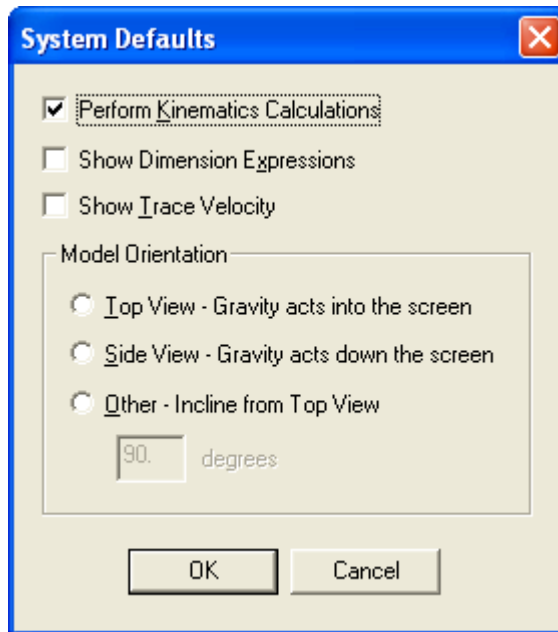 System Defaults
Perform Kinematics Calculations
Show Dimension Expressions
Show Trace Velocity
Model Orientation
Top View - Gravity acts into the screen
Side View - Gravity acts down the screen
Other - Incline from Top View
90. degrees
OK Cancel